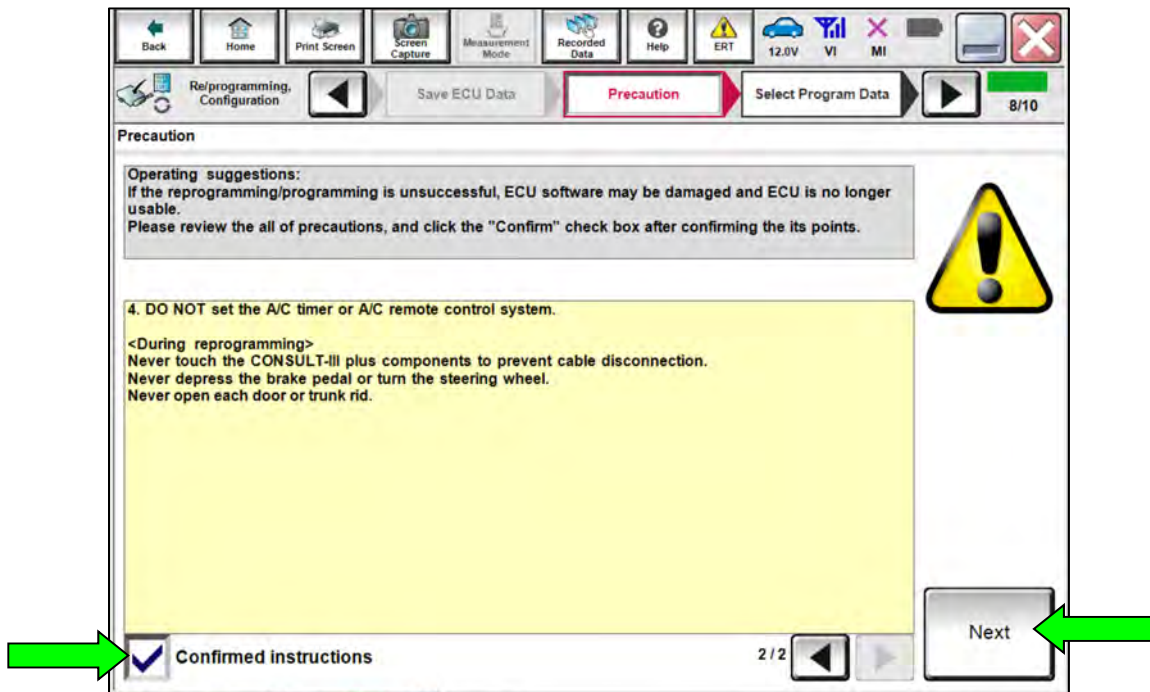 Back
Home
Print Screen
Screen Capture
Measurement Mode
Recorded Data
Help
ERT
12.0V
VI
MI
Re/programming, Configuration
Save ECU Data
Precaution
Select Program Data
8/10
Precaution
Operating suggestions:
If the reprogramming/programming is unsuccessful, ECU software may be damaged and ECU is no longer
usable.
Please review the all of precautions, and click the "Confirm" check box after confirming the its points.
4. DO NOT set the A/C timer or A/C remote control system.
<During reprogramming>
Never touch the CONSULT-III plus components to prevent cable disconnection.
Never depress the brake pedal or turn the steering wheel.
Never open each door or trunk rid.
Confirmed instructions
2/2
Next